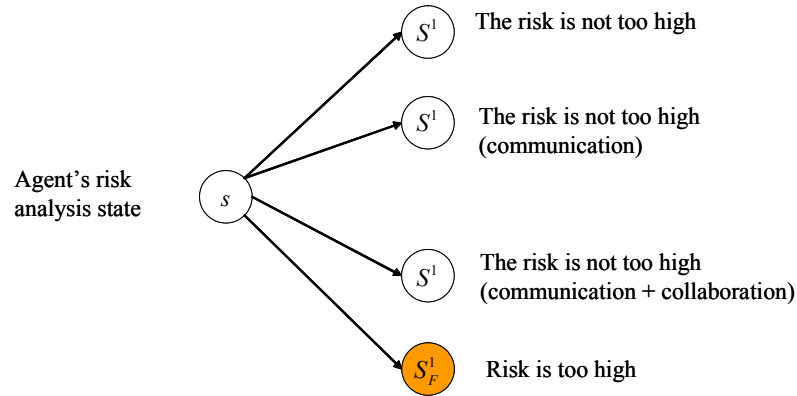 S¹ The risk is not too high
S¹ The risk is not too high
(communication)
Agent’s risk
analysis state
s
S¹ The risk is not too high
(communication + collaboration)
S¹_F Risk is too high